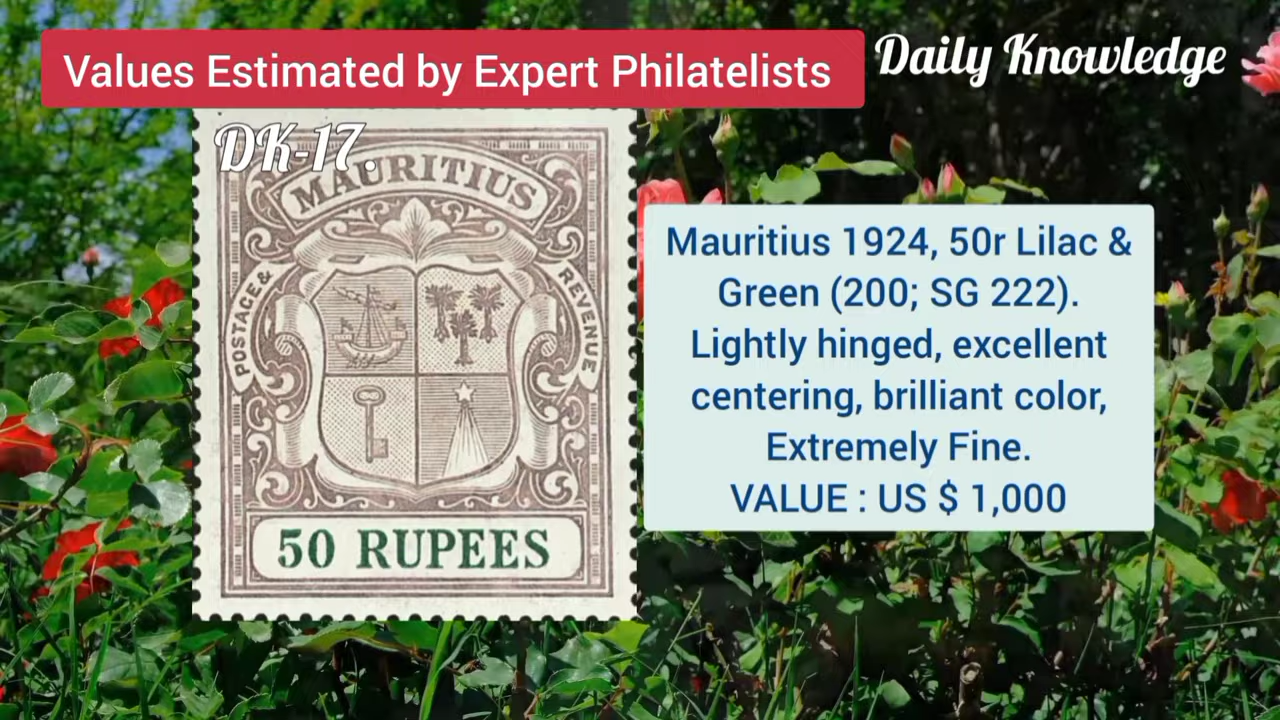 Values Estimated by Expert Philatelists
Daily Knowledge
DK-17.
MAURITIUS
POSTAGE &
REVENUE
50 RUPEES
Mauritius 1924, 50r Lilac &
Green (200; SG 222).
Lightly hinged, excellent
centering, brilliant color,
Extremely Fine.
VALUE : US $ 1,000